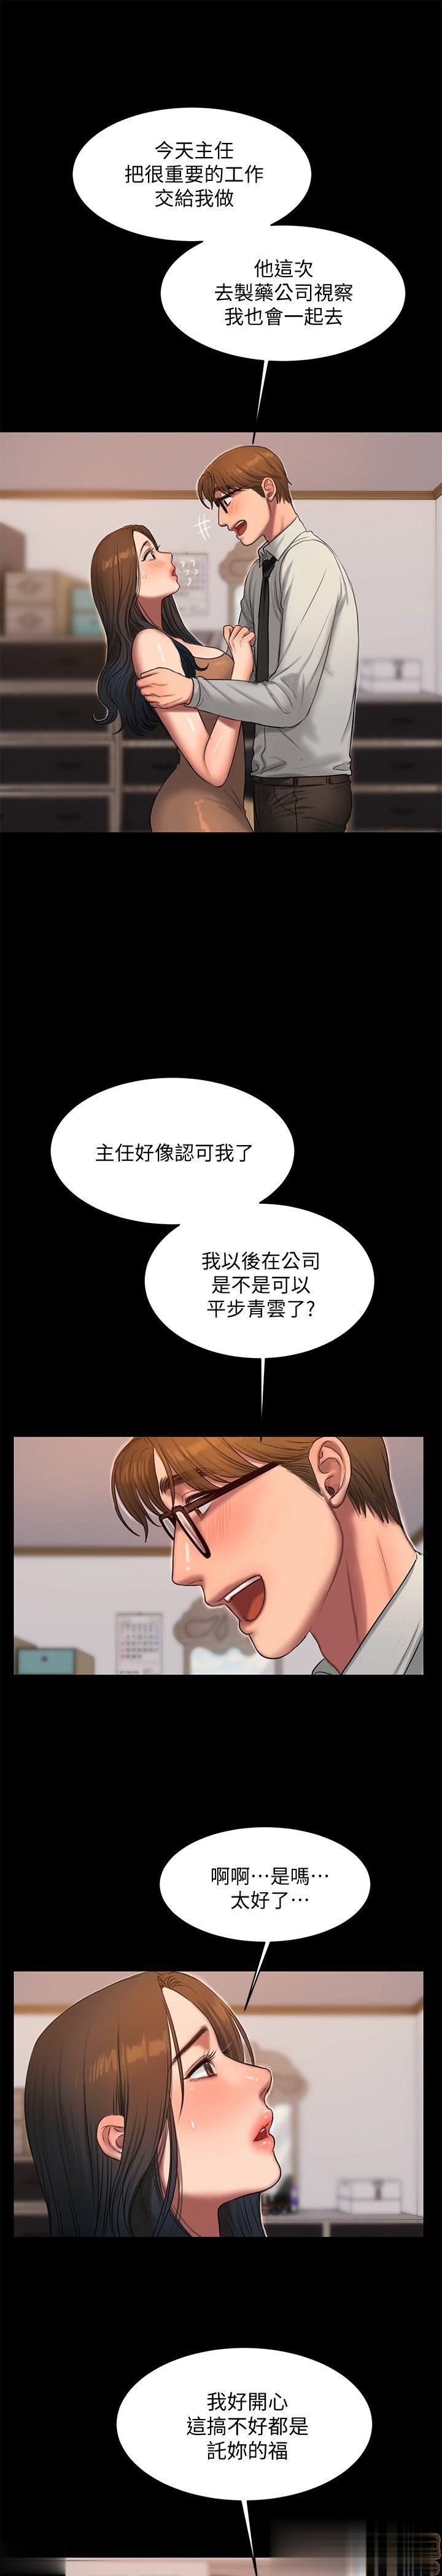 今天主任
把很重要的工作
交給我做
他這次
去製藥公司視察
我也會一起去
???
主任好像認可我了
我以後在公司
是不是可以
平步青雲了?
啊啊…是嗎…
太好了…
我好開心
這搞不好都是
託妳的福